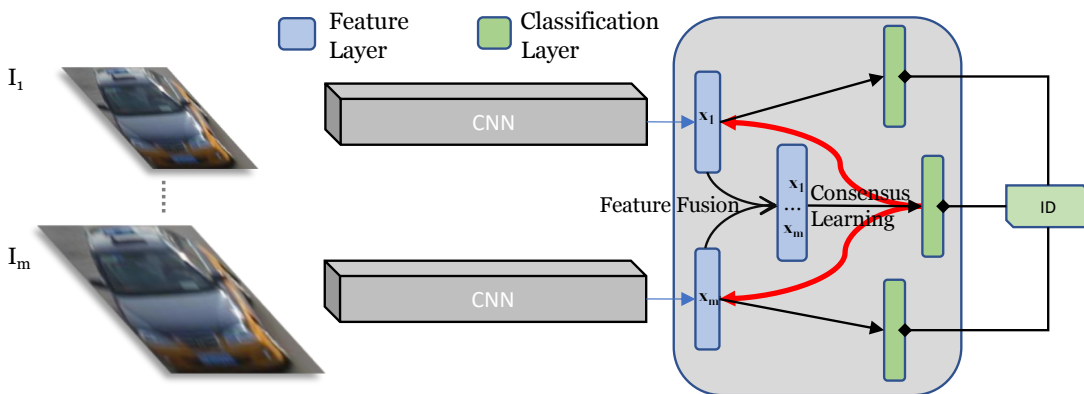 Feature
Layer
Classification
Layer
I₁
CNN
x₁
Feature Fusion
x₁
...
xₘ
Consensus
Learning
ID
Iₘ
CNN
xₘ